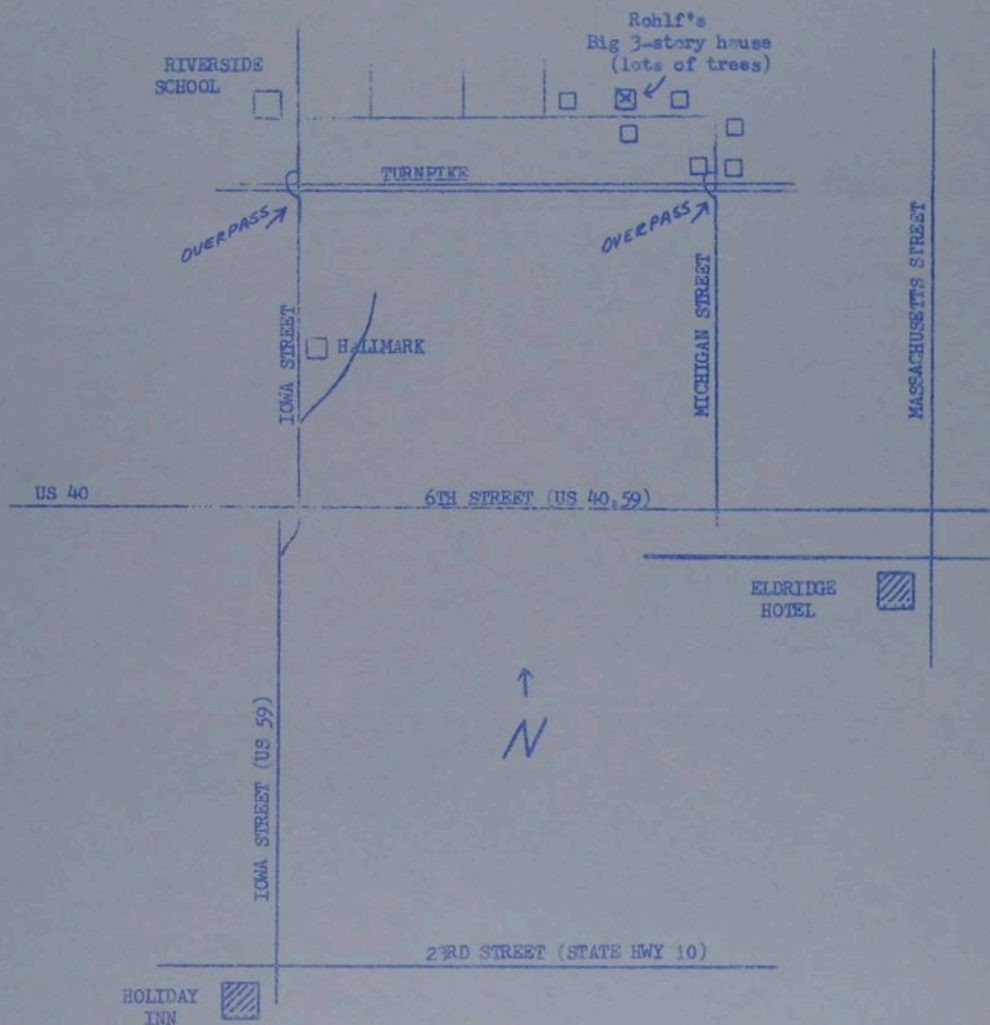 Rohlf's
Big 3-story house
(lots of trees)
RIVERSIDE
SCHOOL
TURNPIKE
OVERPASS
OVERPASS
IOWA STREET
HALLMARK
MICHIGAN STREET
MASSACHUSETTS STREET
US 40
6TH STREET (US 40,59)
ELDRIDGE
HOTEL
N
IOWA STREET (US 59)
23RD STREET (STATE HWY 10)
HOLIDAY
INN